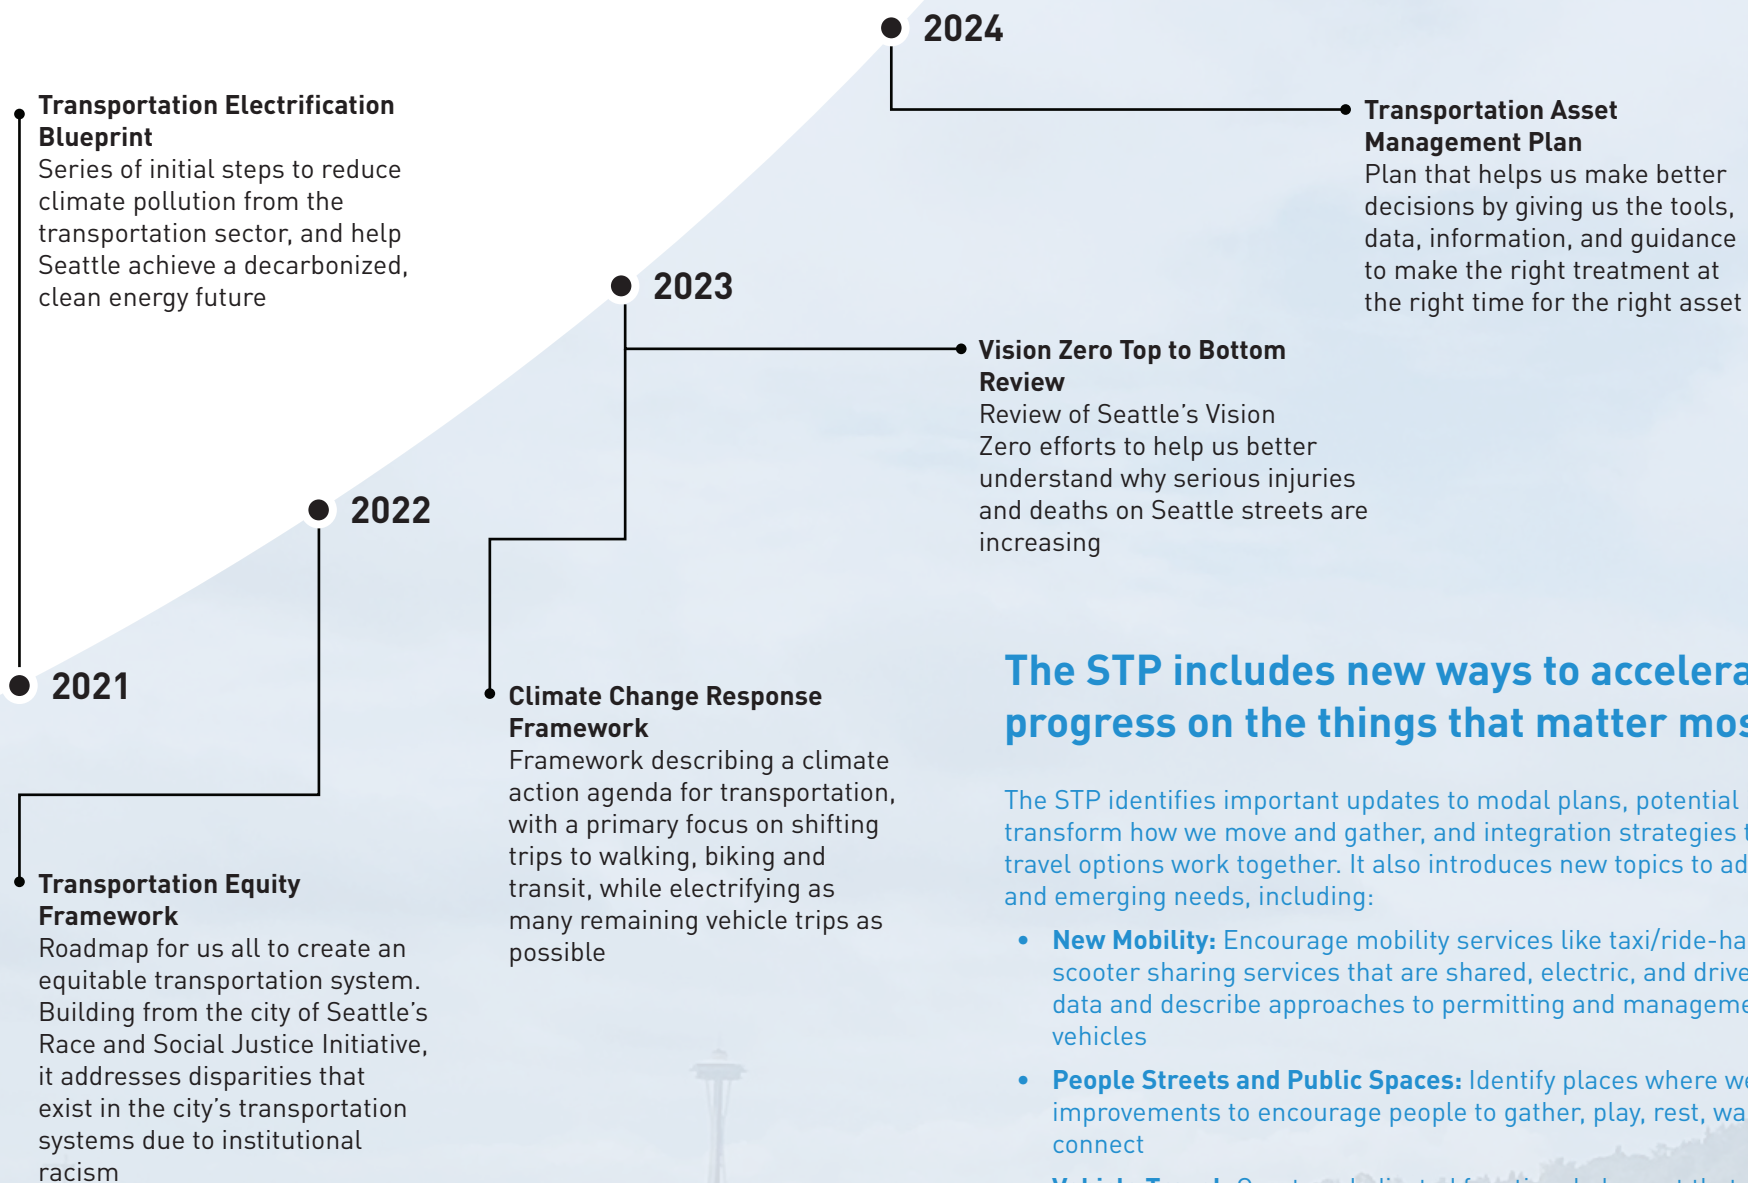 2024
Transportation Asset
Management Plan
Plan that helps us make better
decisions by giving us the tools,
data, information, and guidance
to make the right treatment at
the right time for the right asset
Transportation Electrification
Blueprint
Series of initial steps to reduce
climate pollution from the
transportation sector, and help
Seattle achieve a decarbonized,
clean energy future
2023
Vision Zero Top to Bottom
Review
Review of Seattle’s Vision
Zero efforts to help us better
understand why serious injuries
and deaths on Seattle streets are
increasing
2022
2021
Climate Change Response
Framework
Framework describing a climate
action agenda for transportation,
with a primary focus on shifting
trips to walking, biking and
transit, while electrifying as
many remaining vehicle trips as
possible
Transportation Equity
Framework
Roadmap for us all to create an
equitable transportation system.
Building from the city of Seattle’s
Race and Social Justice Initiative,
it addresses disparities that
exist in the city’s transportation
systems due to institutional
racism
The STP includes new ways to
progress on the things that matter
The STP identifies important updates to modal plans, potential
transform how we move and gather, and integration strategies
travel options work together. It also introduces new topics to
and emerging needs, including:
• New Mobility: Encourage mobility services like
scooter sharing services that are shared, electric, and
data and describe approaches to permitting and
vehicles
• People Streets and Public Spaces: Identify places where
improvements to encourage people to gather, play, rest,
connect